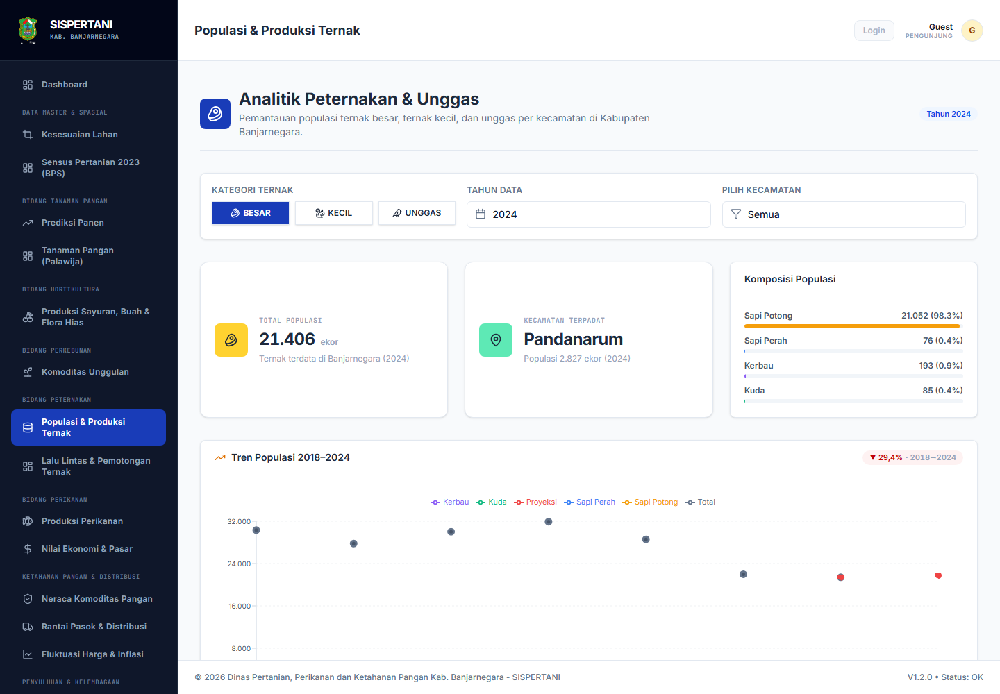 SISPERTANI
KAB. BANJARNEGARA
Dashboard
DATA MASTER & SPASIAL
Kesesuaian Lahan
Sensus Pertanian 2023
(BPS)
BIDANG TANAMAN PANGAN
Prediksi Panen
Tanaman Pangan
(Palawija)
BIDANG HORTIKULTURA
Produksi Sayuran, Buah &
Flora Hias
BIDANG PERKEBUNAN
Komoditas Unggulan
BIDANG PETERNAKAN
Populasi & Produksi
Ternak
Lalu Lintas & Pemotongan
Ternak
BIDANG PERIKANAN
Produksi Perikanan
Nilai Ekonomi & Pasar
KETAHANAN PANGAN & DISTRIBUSI
Neraca Komoditas Pangan
Rantai Pasok & Distribusi
Fluktuasi Harga & Inflasi
PENYULUHAN & KELEMBAGAAN
Populasi & Produksi Ternak
Login
Guest
PENGUNJUNG
G
Analitik Peternakan & Unggas
Pemantauan populasi ternak besar, ternak kecil, dan unggas per kecamatan di Kabupaten
Banjarnegara.
Tahun 2024
KATEGORI TERNAK
BESAR
KECIL
UNGGAS
TAHUN DATA
2024
PILIH KECAMATAN
Semua
TOTAL POPULASI
21.406 ekor
Ternak terdata di Banjarnegara (2024)
KECAMATAN TERPADAT
Pandanarum
Populasi 2.827 ekor (2024)
Komposisi Populasi
Sapi Potong 21.052 (98.3%)
Sapi Perah 76 (0.4%)
Kerbau 193 (0.9%)
Kuda 85 (0.4%)
Tren Populasi 2018–2024
▼ 29,4% · 2018→2024
Kerbau Kuda Proyeksi Sapi Perah Sapi Potong Total
32.000
24.000
16.000
8.000
© 2026 Dinas Pertanian, Perikanan dan Ketahanan Pangan Kab. Banjarnegara - SISPERTANI
V1.2.0 • Status: OK